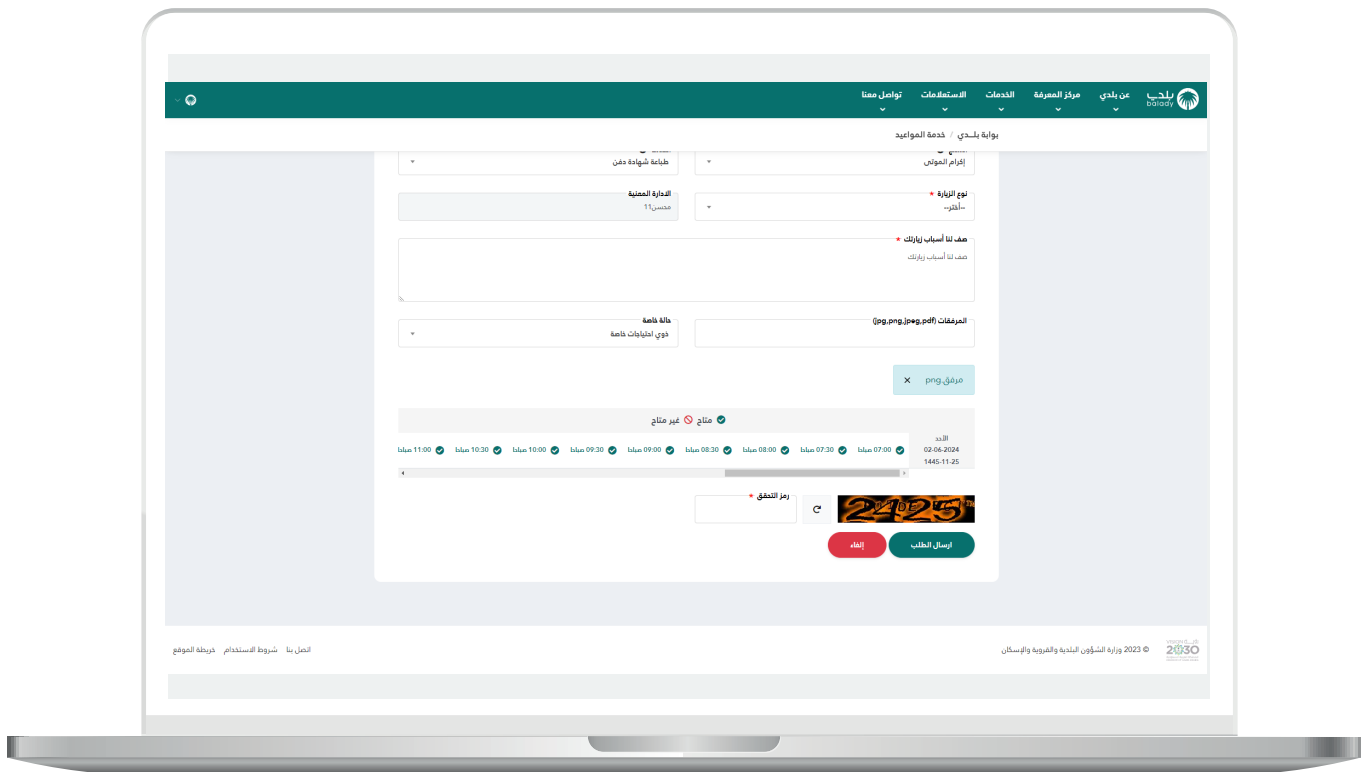 بلدي
balady
عن بلدي
مركز المعرفة
الخدمات
الاستعلامات
تواصل معنا
بوابة بلــدي / خدمة المواعيد
إكرام الموتى
طباعة شهادة دفن
نوع الزيارة *
--أختر--
الادارة المعنية
محسن11
صف لنا أسباب زيارتك *
صف لنا أسباب زيارتك
المرفقات (jpg,png,jpeg,pdf)
حالة خاصة
ذوي احتياجات خاصة
مرفق.png
متاح غير متاح
الأحد
02-06-2024
1445-11-25
07:00 صباحا
07:30 صباحا
08:00 صباحا
08:30 صباحا
09:00 صباحا
09:30 صباحا
10:00 صباحا
10:30 صباحا
11:00 صباحا
2425
رمز التحقق *
ارسال الطلب
إلغاء
VISION رؤيــة
2030
© 2023 وزارة الشؤون البلدية والقروية والإسكان
اتصل بنا
شروط الاستخدام
خريطة الموقع